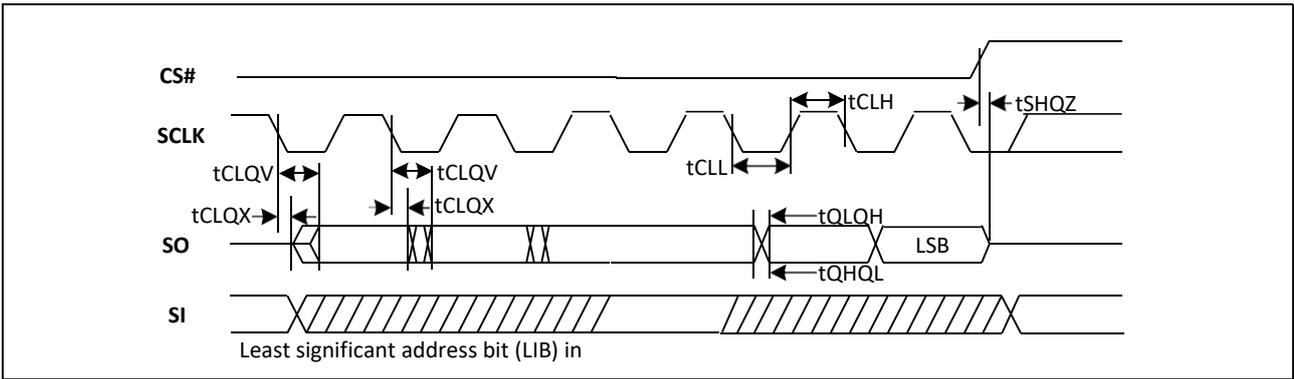 CS#
tSHQZ
tCLH
SCLK
tCLL
tCLQV
tCLQV
tCLQX
tCLQX
tQLQH
SO
LSB
tQHQL
SI
Least significant address bit (LIB) in